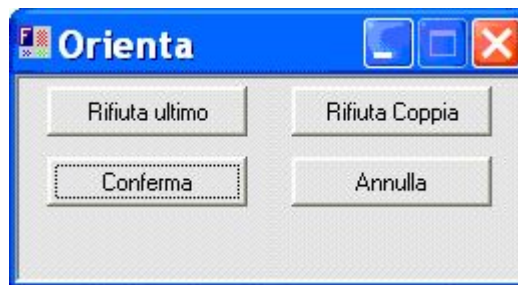 Orienta
Rifiuta ultimo
Rifiuta Coppia
Conferma
Annulla